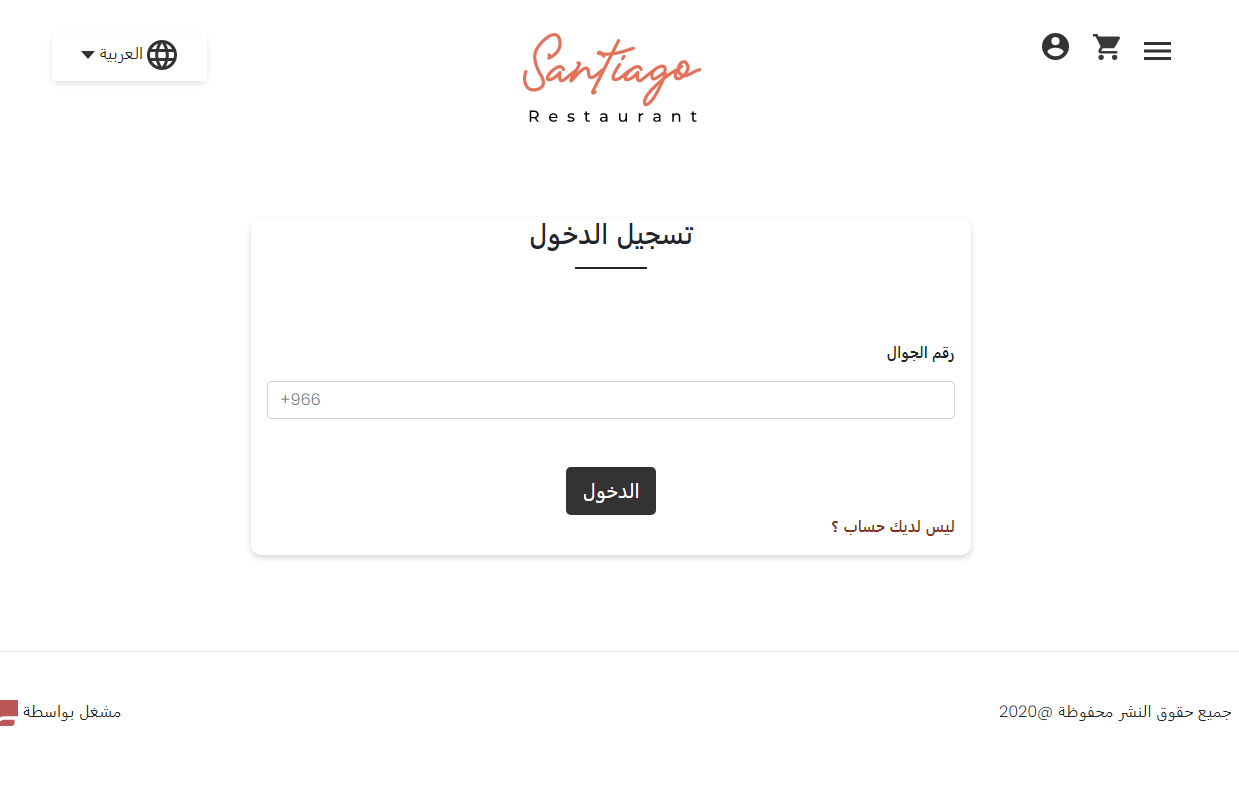 العربية
Santiago
Restaurant
تسجيل الدخول
رقم الجوال
+966
الدخول
ليس لديك حساب ؟
جميع حقوق النشر محفوظة @2020
مشغل بواسطة